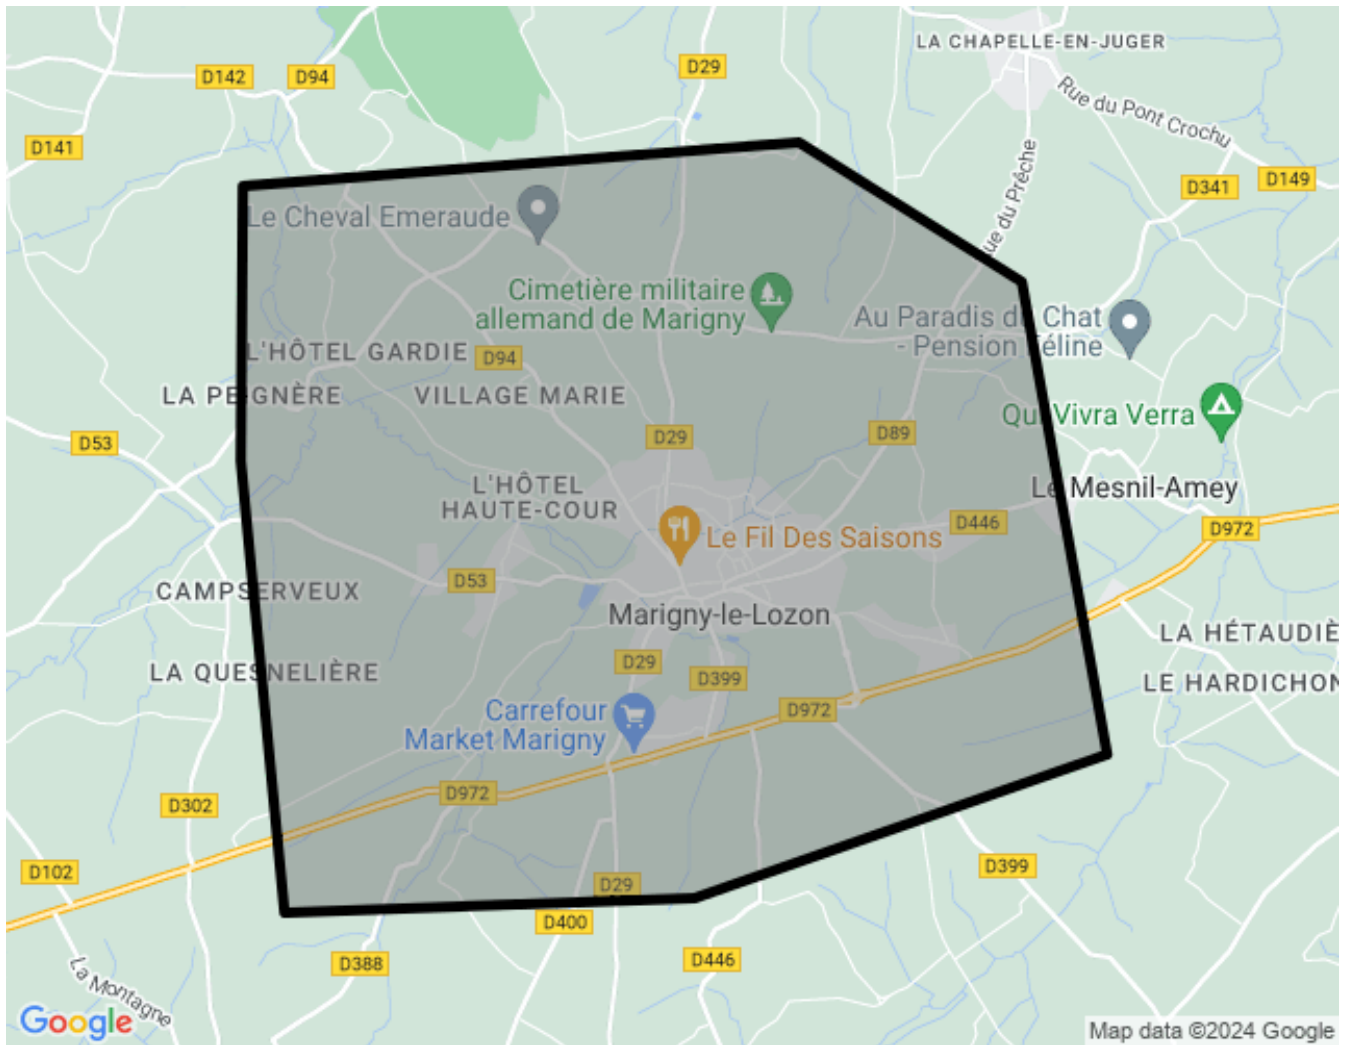 LA CHAPELLE-EN-JUGER
D142
D94
D29
Rue du Pont Crochu
D141
D341
D149
ue du Prêche
Le Cheval Emeraude
Cimetière militaire
allemand de Marigny
Au Paradis du Chat
- Pension Féline
L'HÔTEL GARDIE
D94
LA PEIGNÈRE
VILLAGE MARIE
Qui Vivra Verra
D53
D29
D89
L'HÔTEL
HAUTE-COUR
Le Mesnil-Amey
D446
D972
Le Fil Des Saisons
D53
CAMPSERVEUX
Marigny-le-Lozon
LA HÉTAUDIÈ
LA QUESNELIÈRE
D29
D399
LE HARDICHON
Carrefour
Market Marigny
D972
D972
D302
D102
D399
D29
D400
D446
D388
La Montagne
Google
Map data ©2024 Google